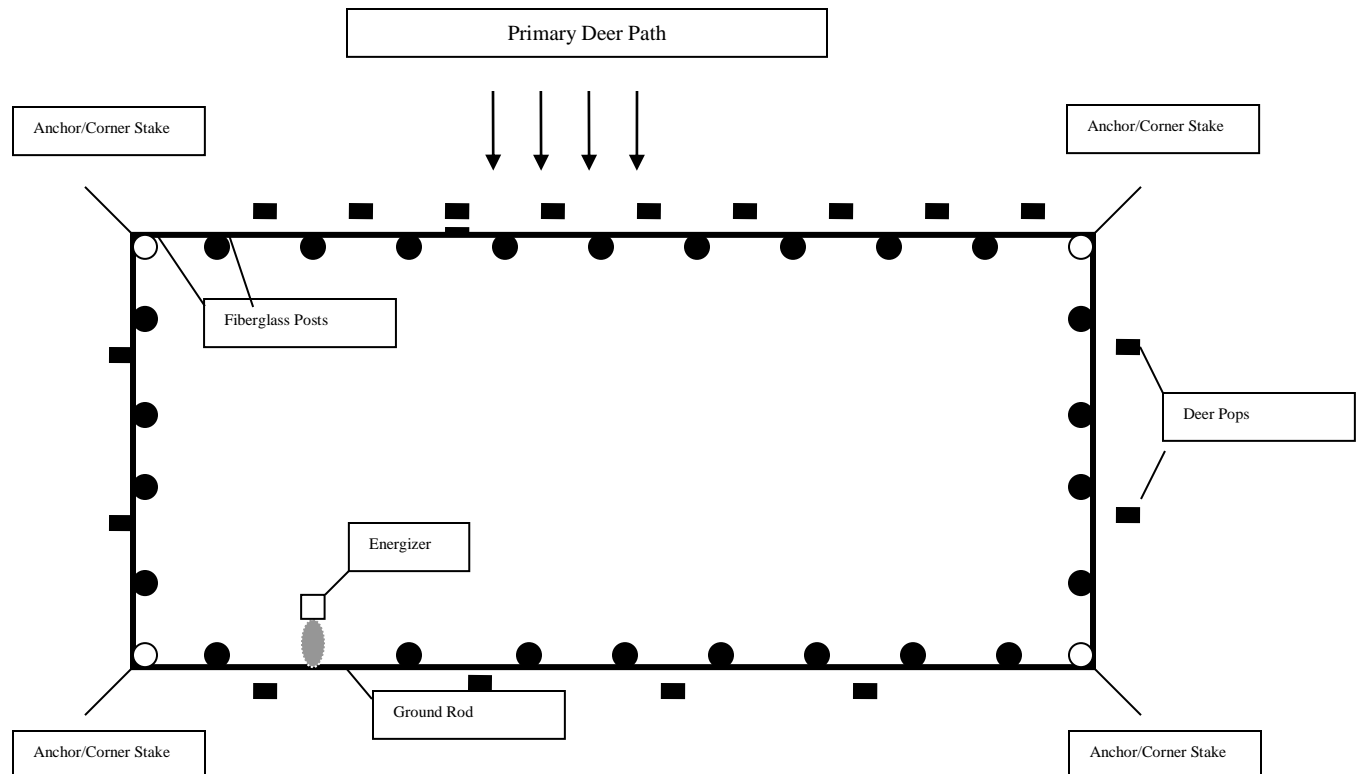 Primary Deer Path
Anchor/Corner Stake
Anchor/Corner Stake
Fiberglass Posts
Deer Pops
Energizer
Ground Rod
Anchor/Corner Stake
Anchor/Corner Stake